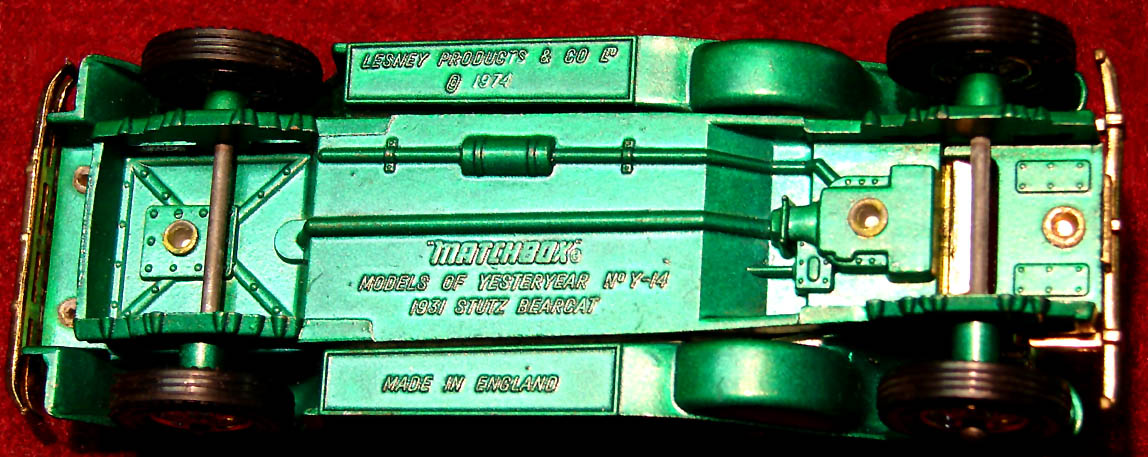 LESNEY PRODUCTS & CO Lᴰ
© 1974
"MATCHBOX"®
MODELS OF YESTERYEAR Nº Y-14
1931 STUTZ BEARCAT
MADE IN ENGLAND